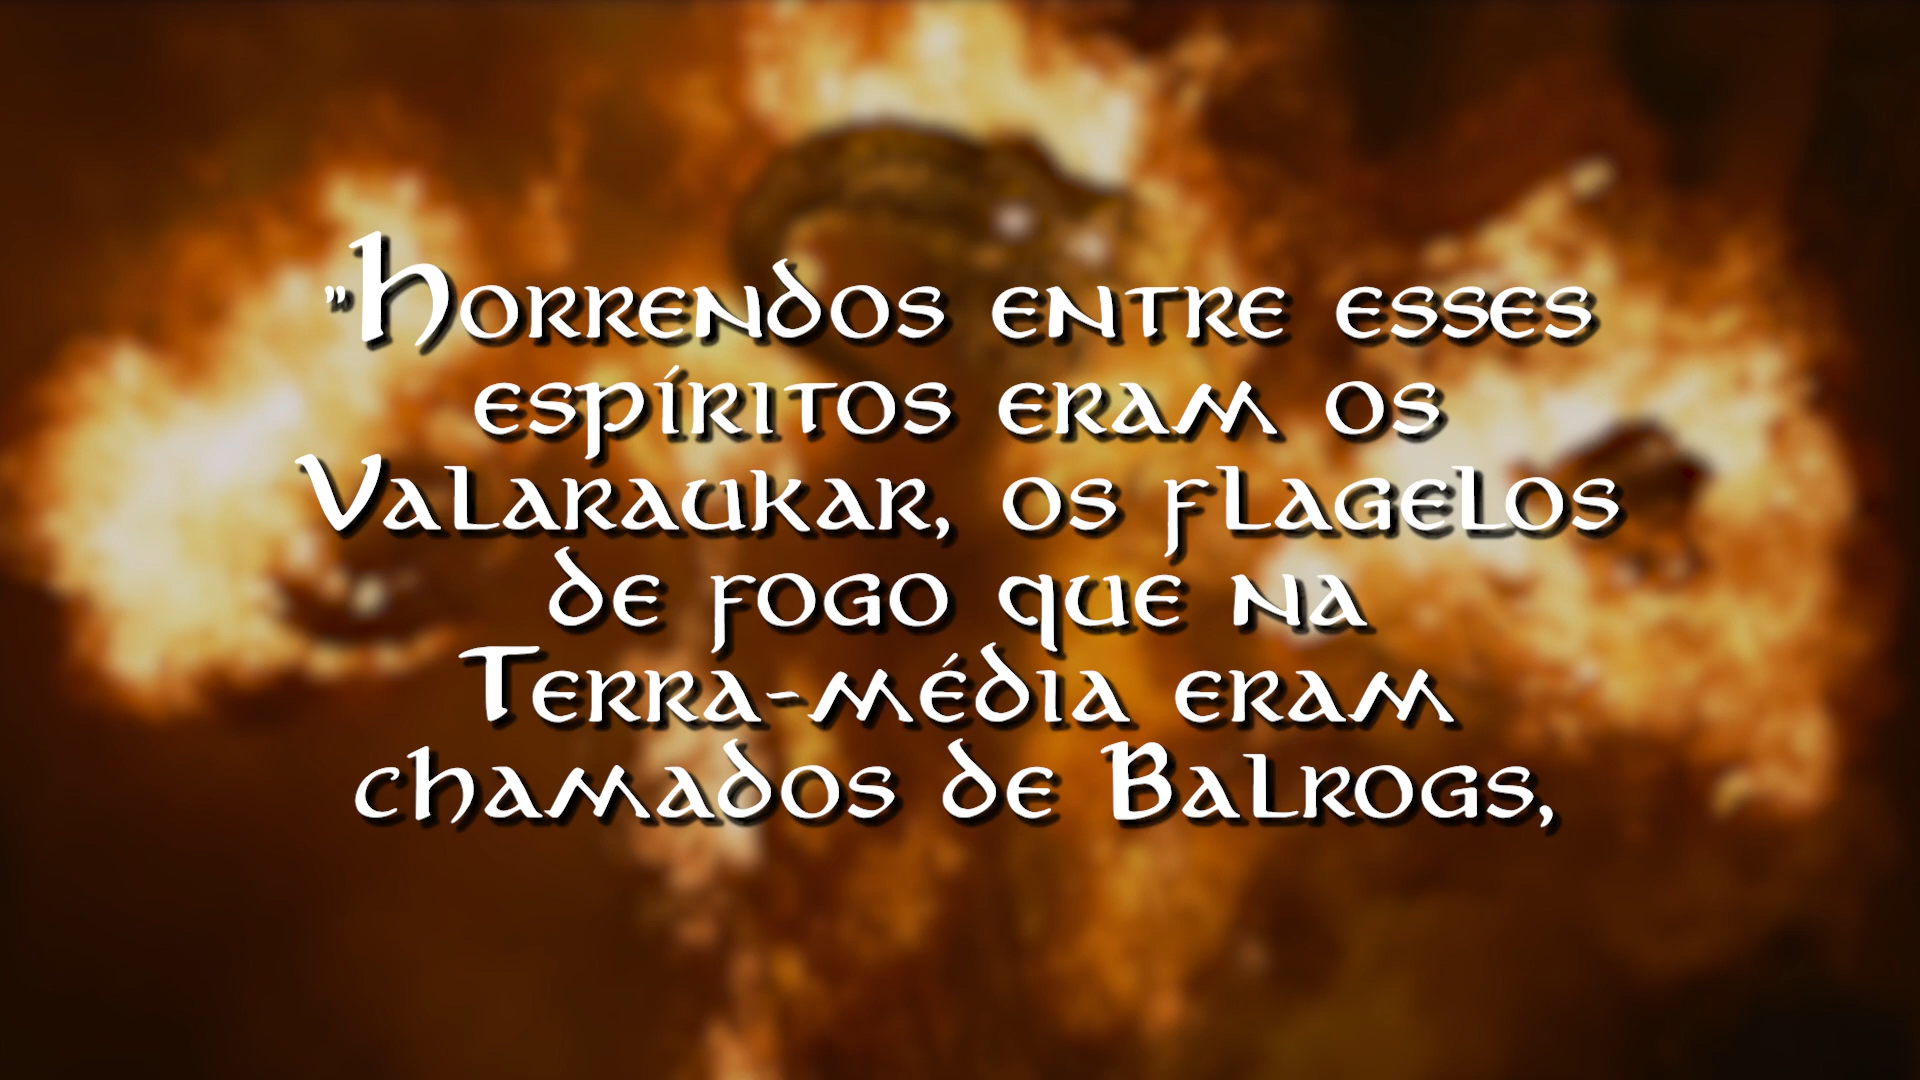 "Horrendos entre esses
espíritos eram os
Valaraukar, os flagelos
de fogo que na
Terra-média eram
chamados de Balrogs,